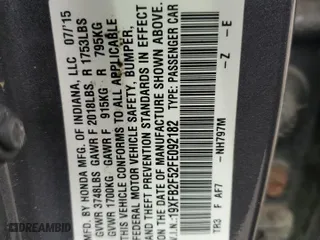 MFD. BY HONDA MFG. OF INDIANA, LLC 07/15
GVWR 3748LBS GAWR F 2018LBS R 1753LBS
GVWR 1700KG GAWR F 915KG R 795KG
THIS VEHICLE CONFORMS TO ALL APPLICABLE
FEDERAL MOTOR VEHICLE SAFETY, BUMPER,
AND THEFT PREVENTION STANDARDS IN EFFECT
ON THE DATE OF MANUFACTURE SHOWN ABOVE.
V.I.N.: 19XFB2F52FE092182 TYPE: PASSENGER CAR
TR3 F AF7 NH797M Z E